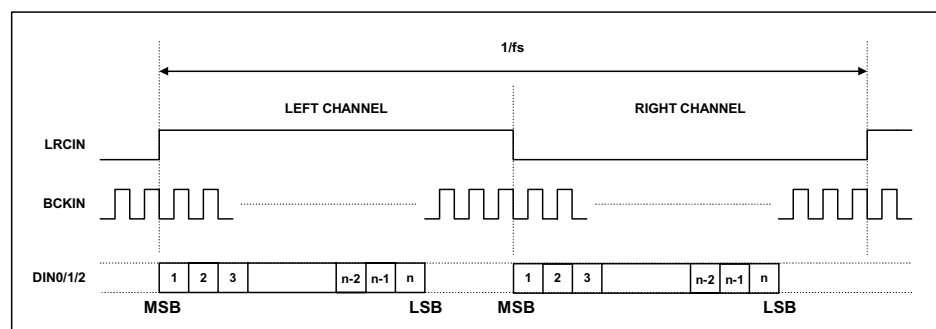 1/fs
LEFT CHANNEL
RIGHT CHANNEL
LRCIN
BCKIN
DIN0/1/2
1 2 3 n-2 n-1 n 1 2 3 n-2 n-1 n
MSB LSB MSB LSB